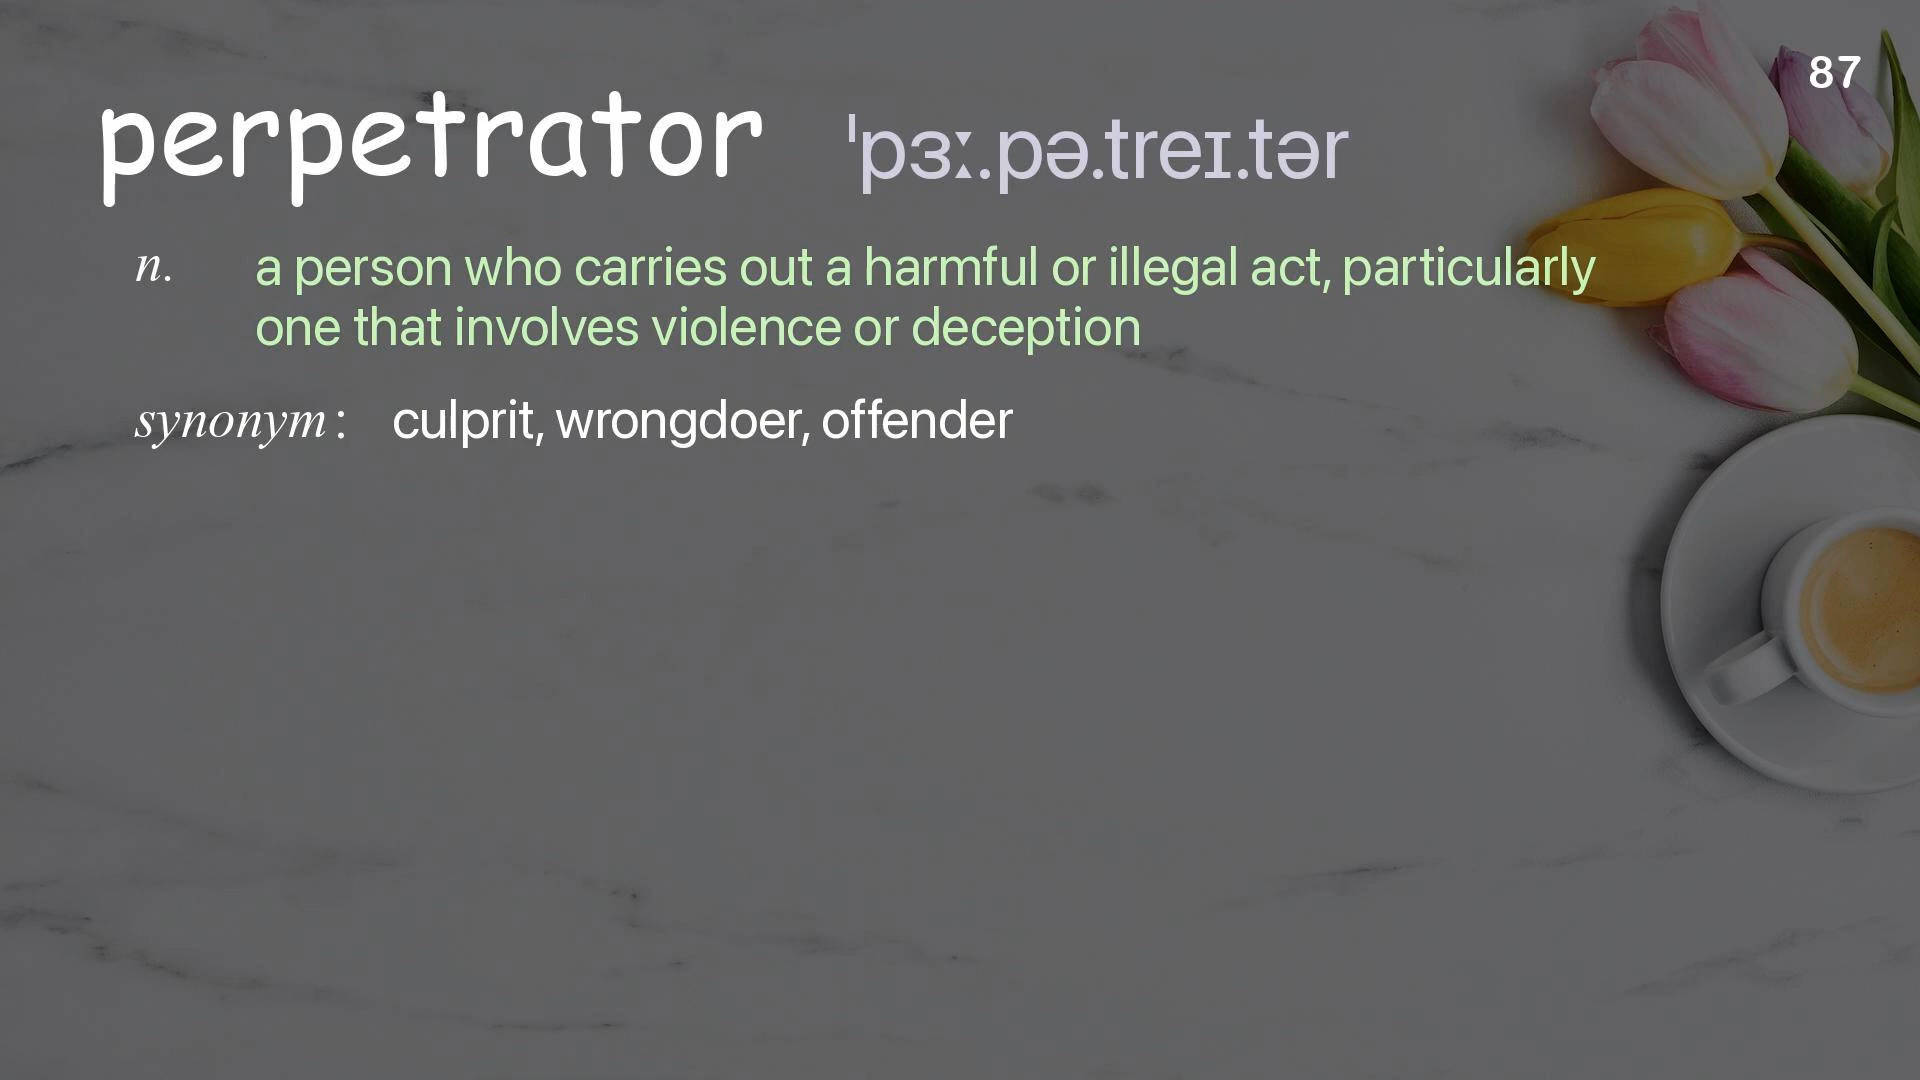 87
perpetrator ˈpɜː.pə.treɪ.tər
n. a person who carries out a harmful or illegal act, particularly
one that involves violence or deception
synonym: culprit, wrongdoer, offender